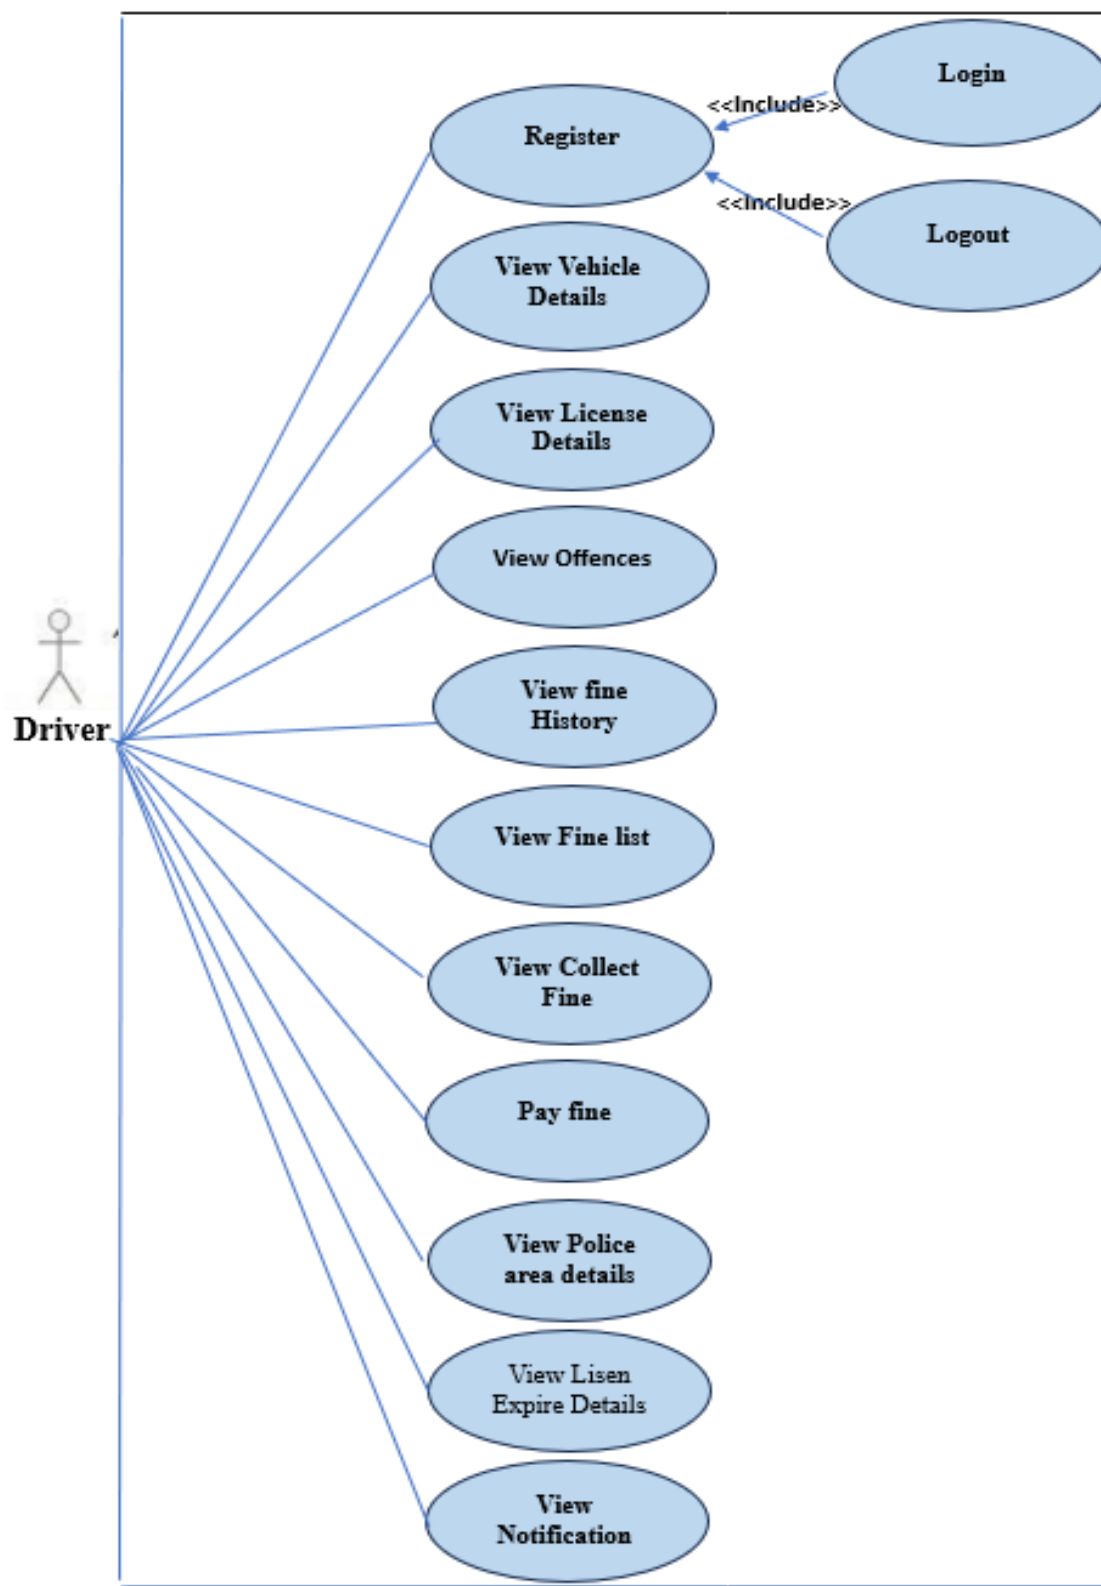 Login
<<Include>>
Register
<<Include>>
Logout
View Vehicle
Details
View License
Details
View Offences
View fine
History
Driver
View Fine list
View Collect
Fine
Pay fine
View Police
area details
View Lisen
Expire Details
View
Notification